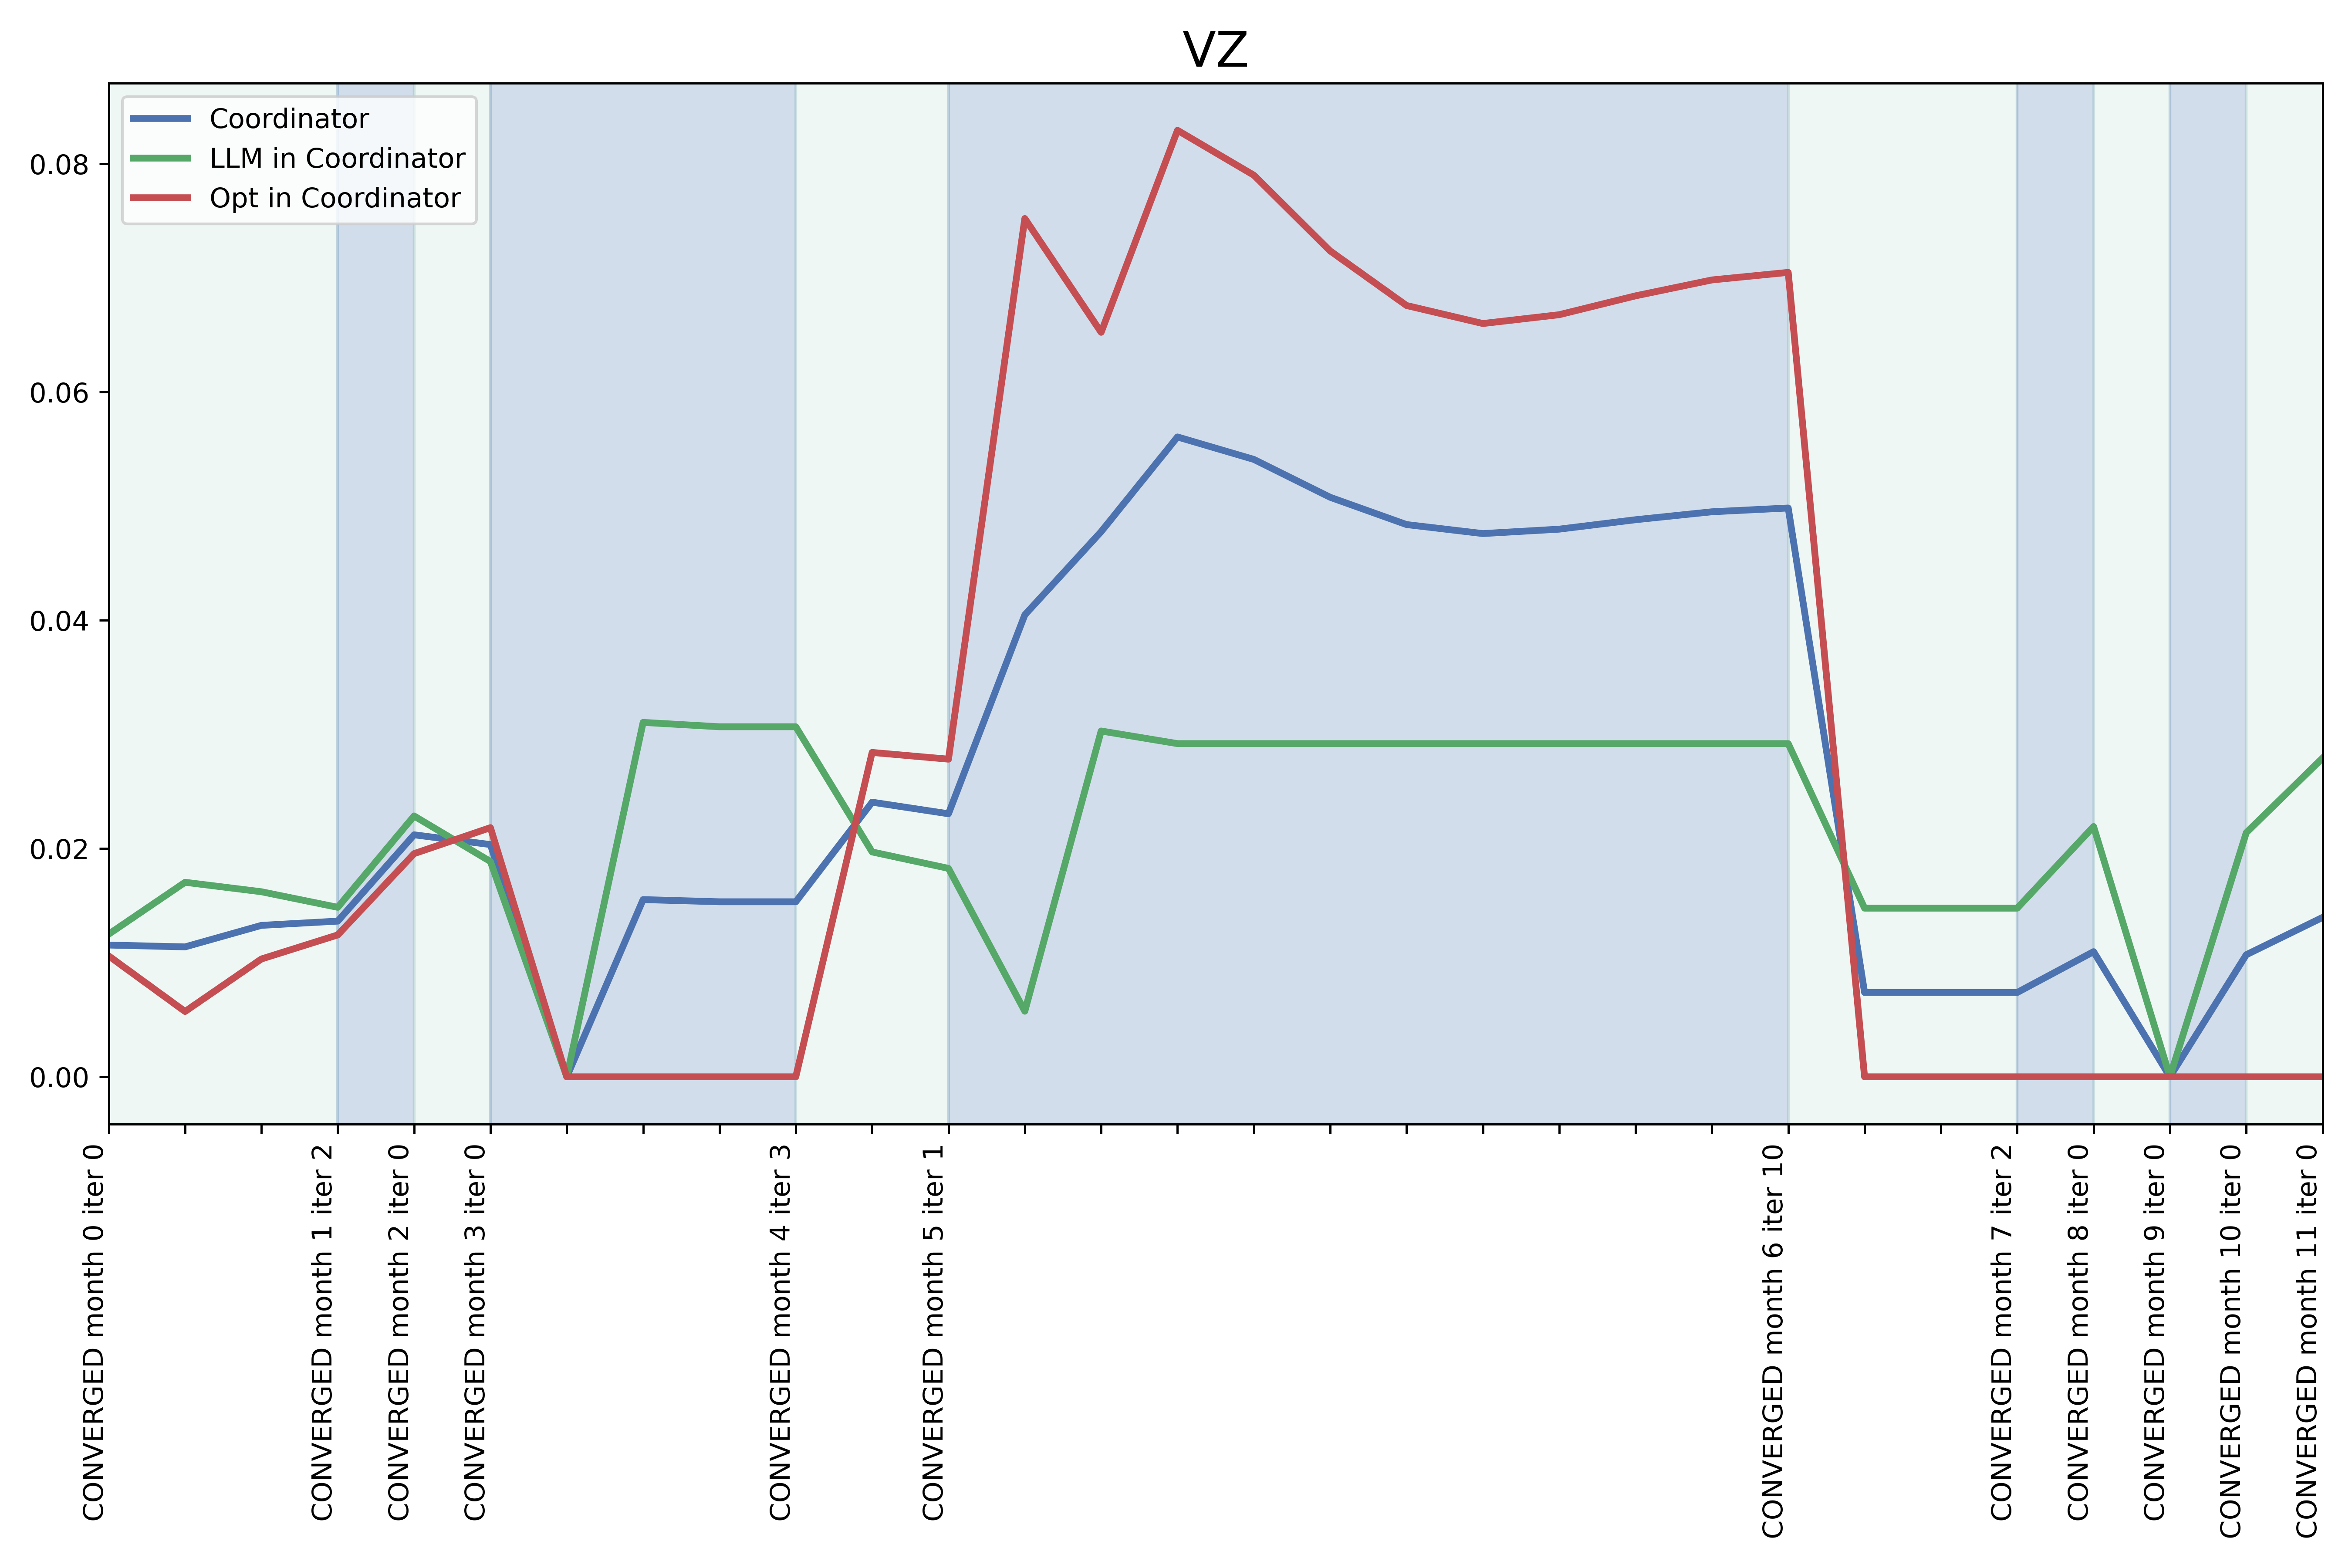 VZ
Coordinator
LLM in Coordinator
Opt in Coordinator
0.08
0.06
0.04
0.02
0.00
CONVERGED month 0 iter 0
CONVERGED month 1 iter 2
CONVERGED month 2 iter 0
CONVERGED month 3 iter 0
CONVERGED month 4 iter 3
CONVERGED month 5 iter 1
CONVERGED month 6 iter 10
CONVERGED month 7 iter 2
CONVERGED month 8 iter 0
CONVERGED month 9 iter 0
CONVERGED month 10 iter 0
CONVERGED month 11 iter 0